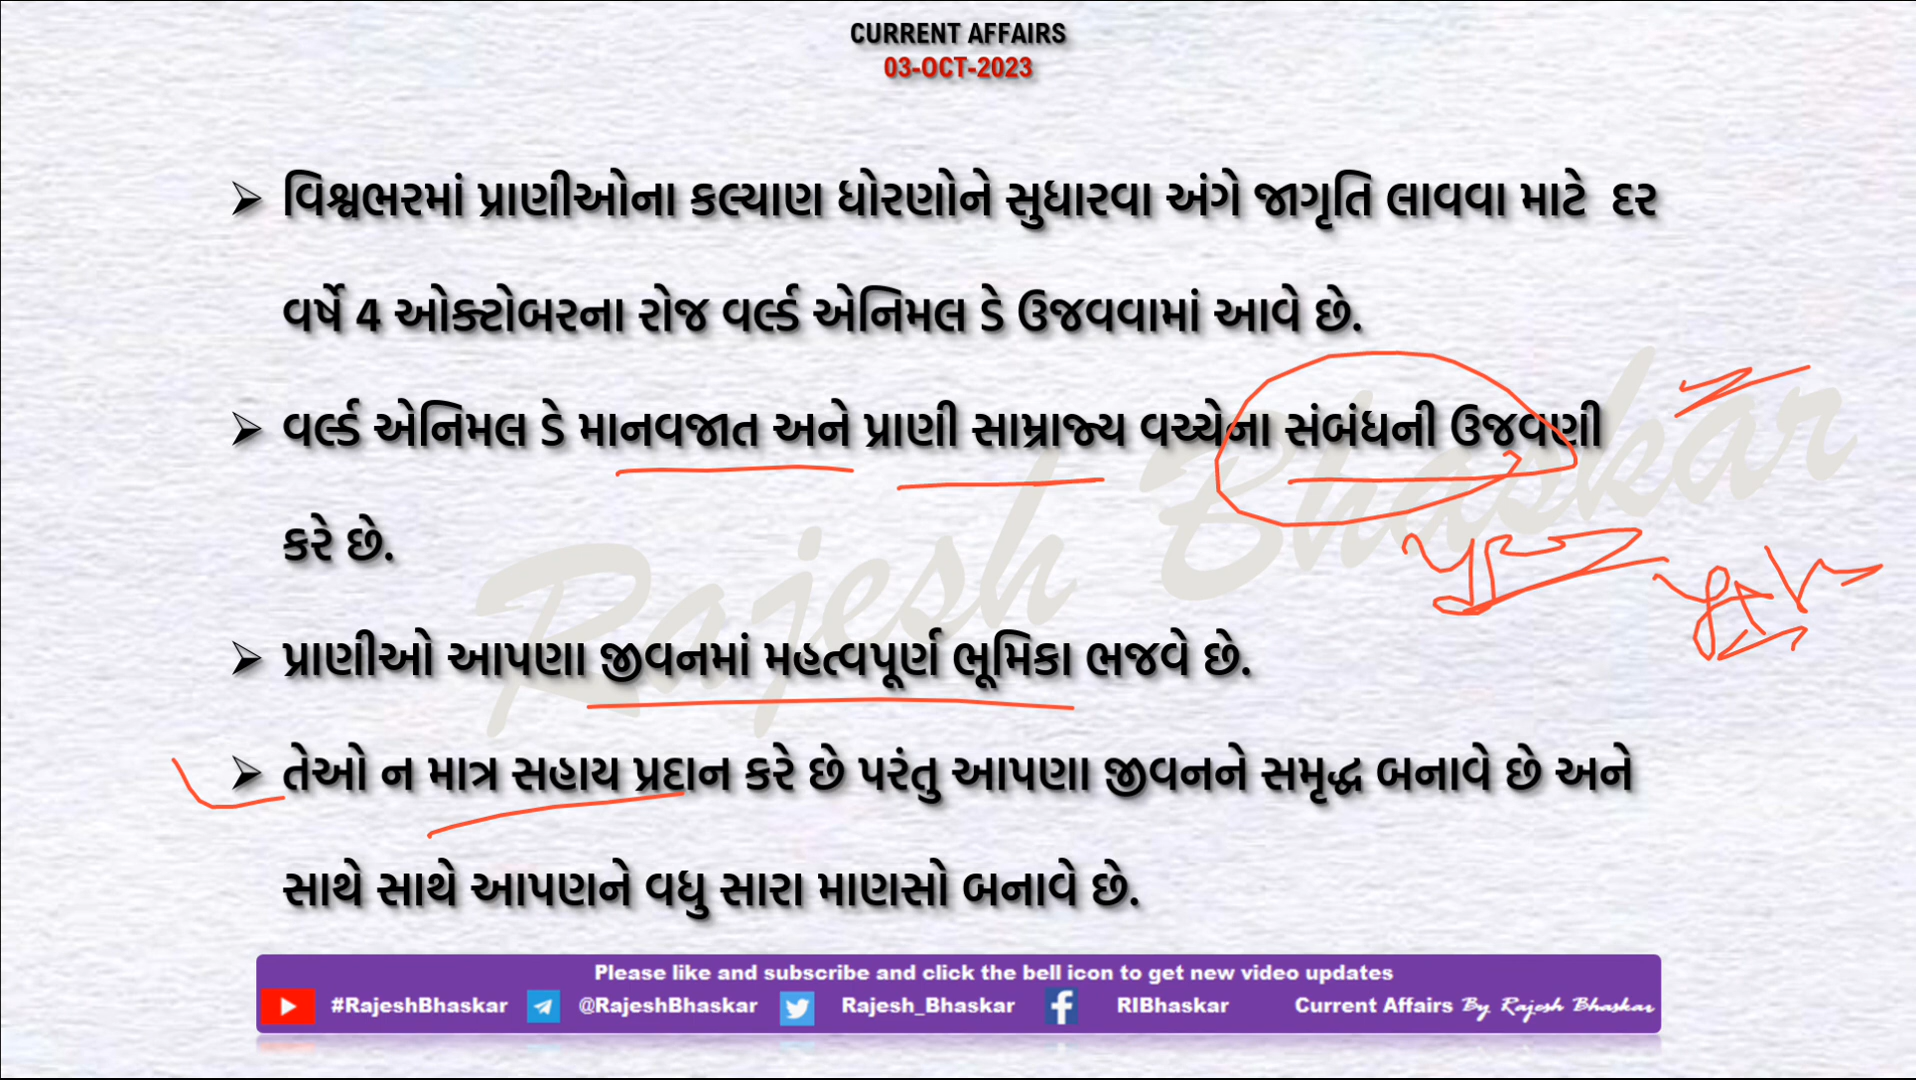 CURRENT AFFAIRS
03-OCT-2023
વિશ્વભરમાં પ્રાણીઓના કલ્યાણ ધોરણોને સુધારવા અંગે જાગૃતિ લાવવા માટે દર
વર્ષે 4 ઓક્ટોબરના રોજ વર્લ્ડ એનિમલ ડે ઉજવવામાં આવે છે.
વર્લ્ડ એનિમલ ડે માનવજાત અને પ્રાણી સામ્રાજ્ય વચ્ચેના સંબંધની ઉજવણી
કરે છે.
પ્રાણીઓ આપણા જીવનમાં મહત્વપૂર્ણ ભૂમિકા ભજવે છે.
તેઓ ન માત્ર સહાય પ્રદાન કરે છે પરંતુ આપણા જીવનને સમૃદ્ધ બનાવે છે અને
સાથે સાથે આપણને વધુ સારા માણસો બનાવે છે.
Rajesh Bhaskar
Please like and subscribe and click the bell icon to get new video updates
#RajeshBhaskar @RajeshBhaskar Rajesh_Bhaskar RIBhaskar Current Affairs By Rajesh Bhaskar